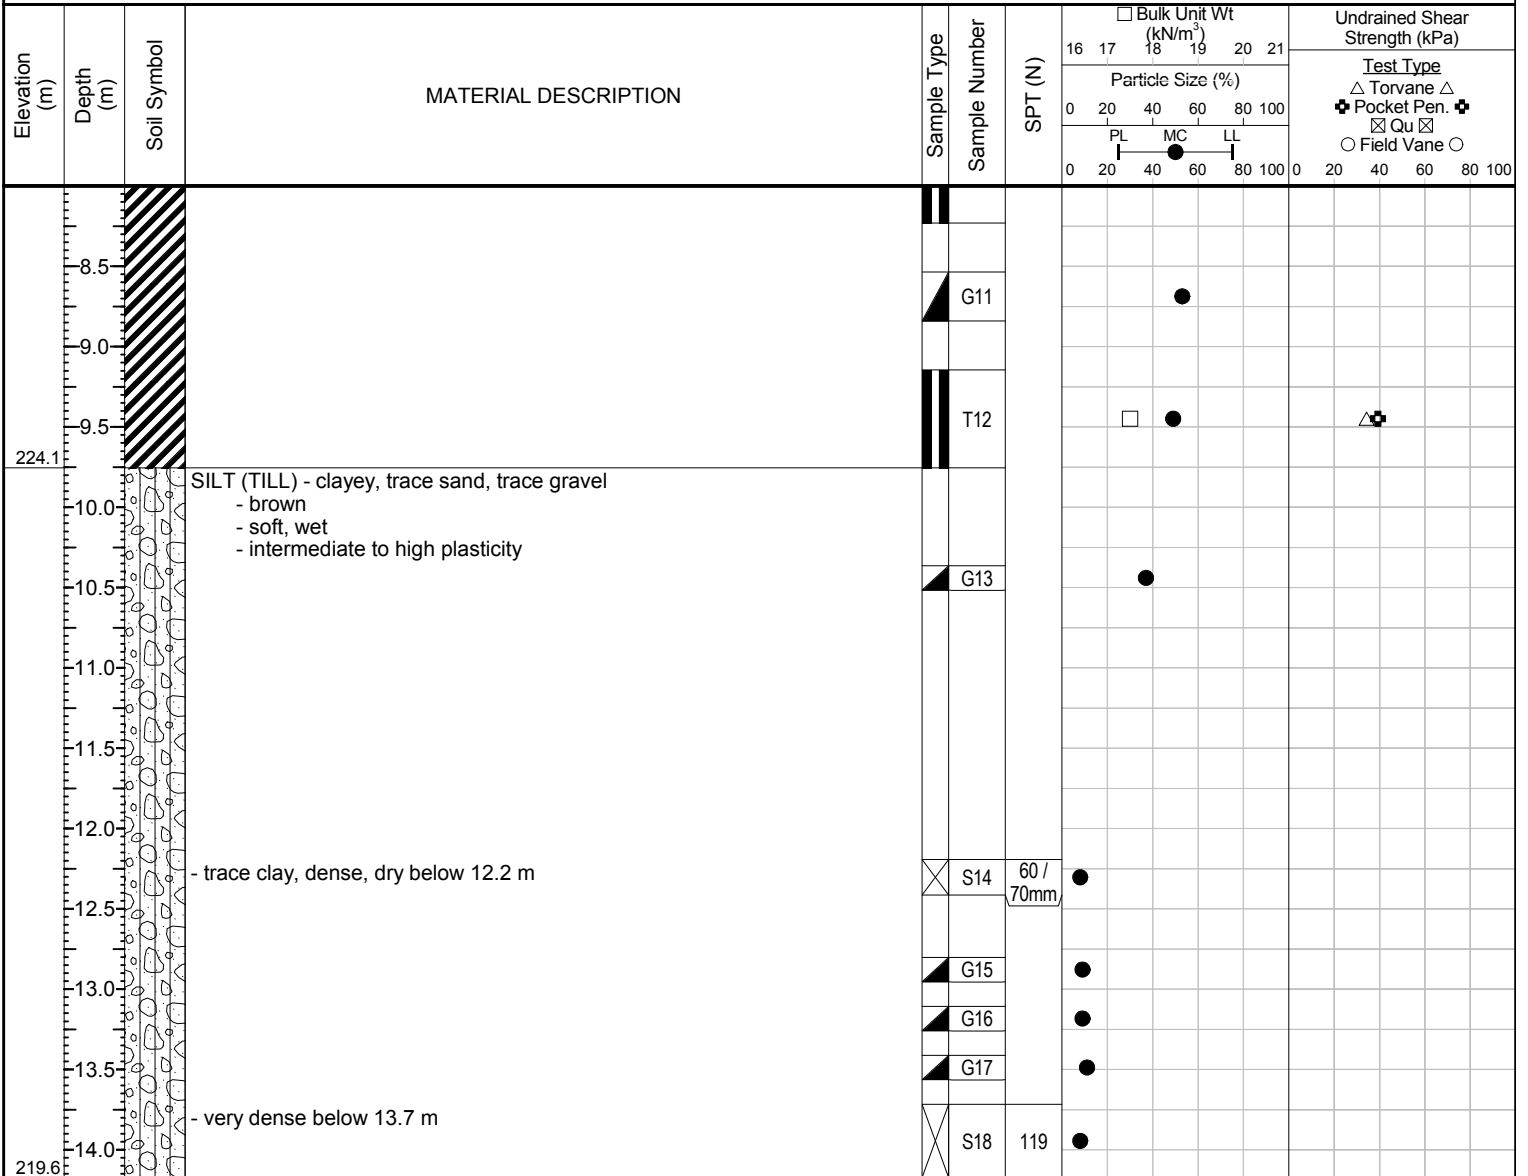 Elevation
(m)
Depth
(m)
Soil Symbol
MATERIAL DESCRIPTION
Sample Type
Sample Number
SPT (N)
Bulk Unit Wt
(kN/m³)
16 17 18 19 20 21
Particle Size (%)
0 20 40 60 80 100
PL MC LL
0 20 40 60 80 100
Undrained Shear
Strength (kPa)
Test Type
Torvane
Pocket Pen.
Qu
Field Vane
0 20 40 60 80 100
8.5
G11
9.0
T12
9.5
224.1
SILT (TILL) - clayey, trace sand, trace gravel
- brown
10.0
- soft, wet
- intermediate to high plasticity
G13
10.5
11.0
11.5
12.0
- trace clay, dense, dry below 12.2 m
S14
60 /
70mm
12.5
G15
13.0
G16
13.5
G17
- very dense below 13.7 m
S18
119
14.0
219.6